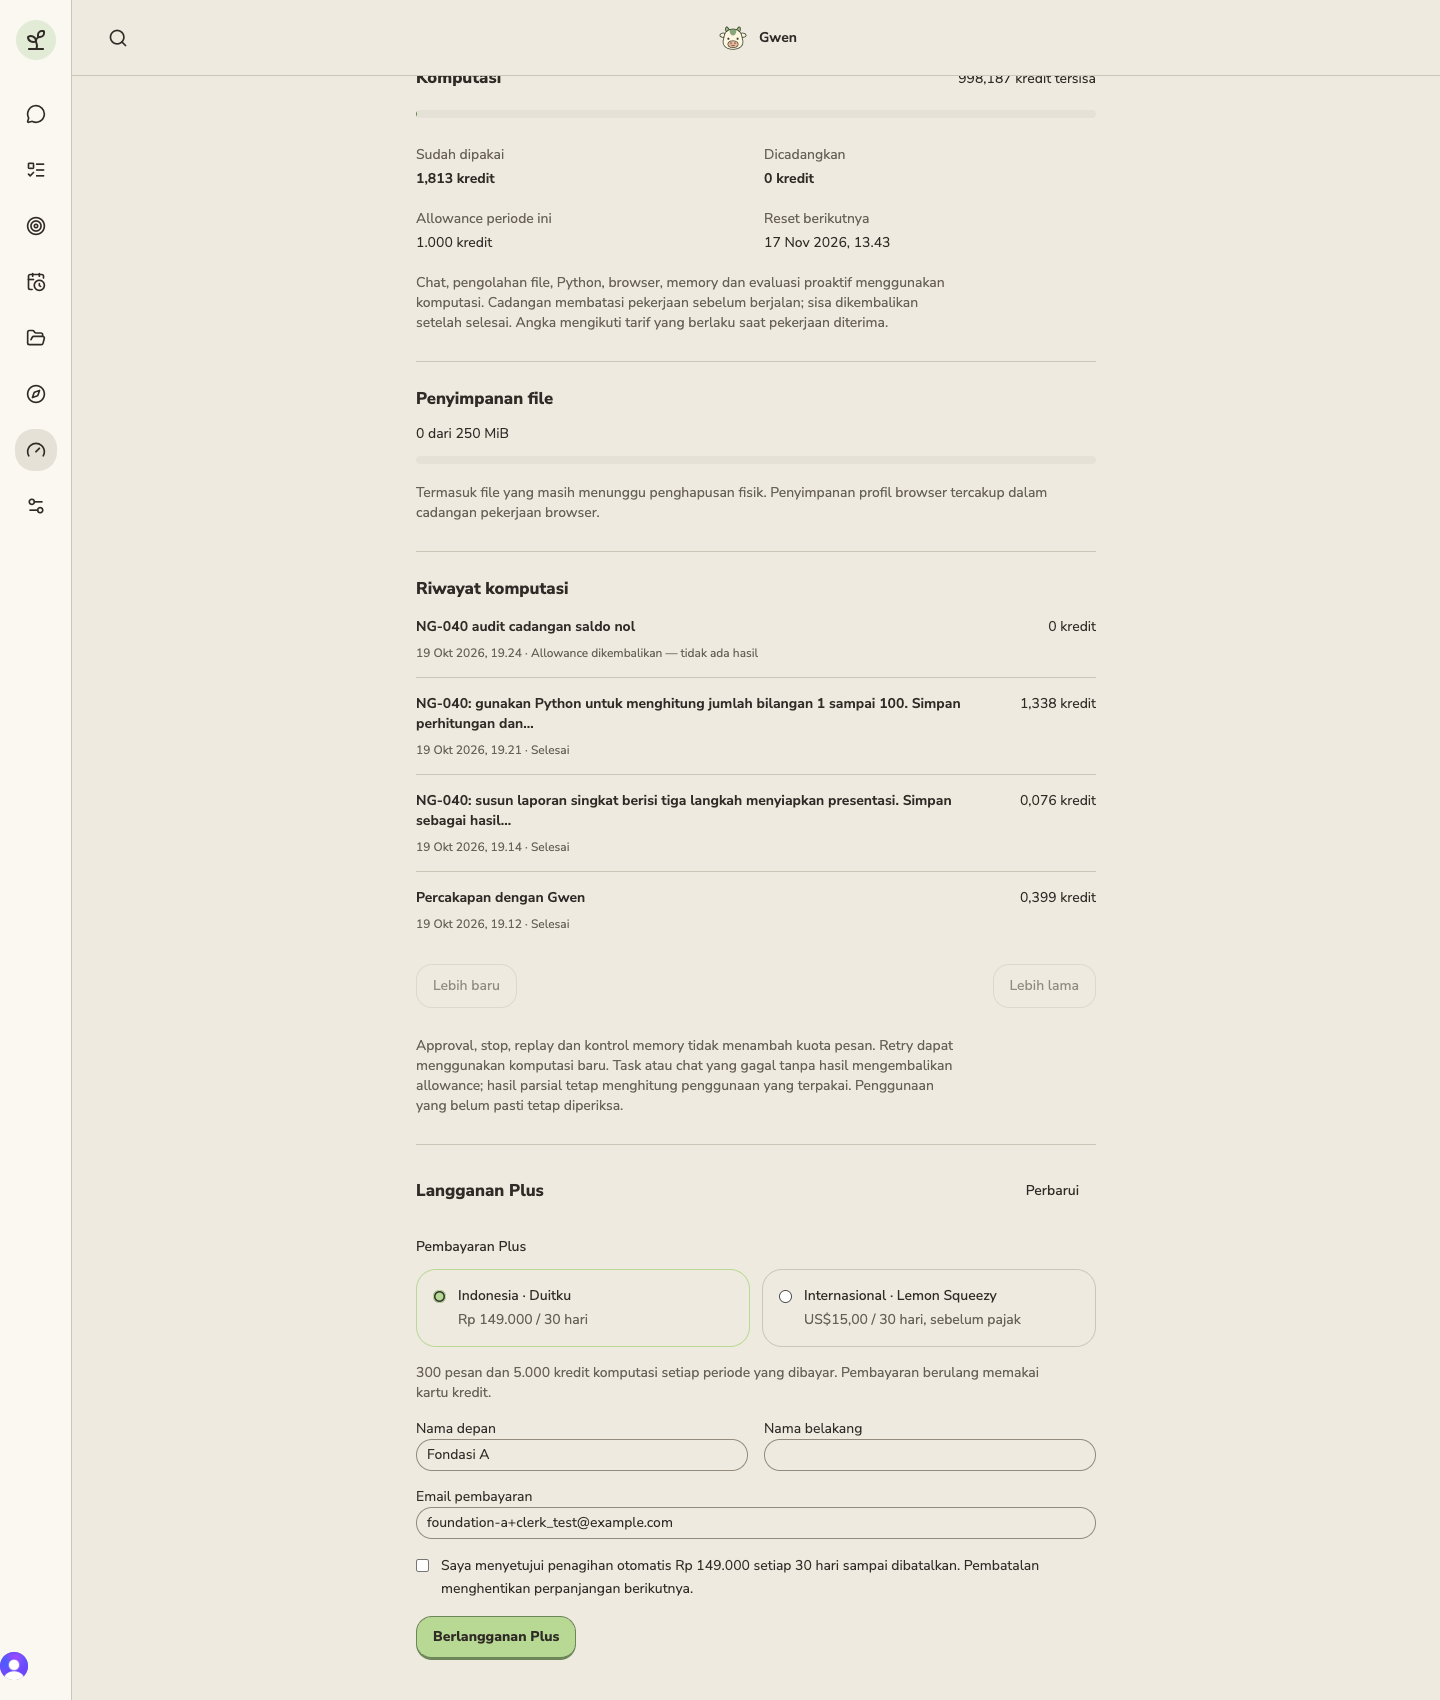 Gwen
Komputasi
998,187 kredit tersisa
Sudah dipakai
Dicadangkan
1,813 kredit
0 kredit
Allowance periode ini
Reset berikutnya
1.000 kredit
17 Nov 2026, 13.43
Chat, pengolahan file, Python, browser, memory dan evaluasi proaktif menggunakan
komputasi. Cadangan membatasi pekerjaan sebelum berjalan; sisa dikembalikan
setelah selesai. Angka mengikuti tarif yang berlaku saat pekerjaan diterima.
Penyimpanan file
0 dari 250 MiB
Termasuk file yang masih menunggu penghapusan fisik. Penyimpanan profil browser tercakup dalam
cadangan pekerjaan browser.
Riwayat komputasi
NG-040 audit cadangan saldo nol
0 kredit
19 Okt 2026, 19.24 · Allowance dikembalikan — tidak ada hasil
NG-040: gunakan Python untuk menghitung jumlah bilangan 1 sampai 100. Simpan
perhitungan dan…
1,338 kredit
19 Okt 2026, 19.21 · Selesai
NG-040: susun laporan singkat berisi tiga langkah menyiapkan presentasi. Simpan
sebagai hasil…
0,076 kredit
19 Okt 2026, 19.14 · Selesai
Percakapan dengan Gwen
0,399 kredit
19 Okt 2026, 19.12 · Selesai
Lebih baru
Lebih lama
Approval, stop, replay dan kontrol memory tidak menambah kuota pesan. Retry dapat
menggunakan komputasi baru. Task atau chat yang gagal tanpa hasil mengembalikan
allowance; hasil parsial tetap menghitung penggunaan yang terpakai. Penggunaan
yang belum pasti tetap diperiksa.
Langganan Plus
Perbarui
Pembayaran Plus
Indonesia · Duitku
Rp 149.000 / 30 hari
Internasional · Lemon Squeezy
US$15,00 / 30 hari, sebelum pajak
300 pesan dan 5.000 kredit komputasi setiap periode yang dibayar. Pembayaran berulang memakai
kartu kredit.
Nama depan
Nama belakang
Fondasi A
Email pembayaran
foundation-a+clerk_test@example.com
Saya menyetujui penagihan otomatis Rp 149.000 setiap 30 hari sampai dibatalkan. Pembatalan
menghentikan perpanjangan berikutnya.
Berlangganan Plus